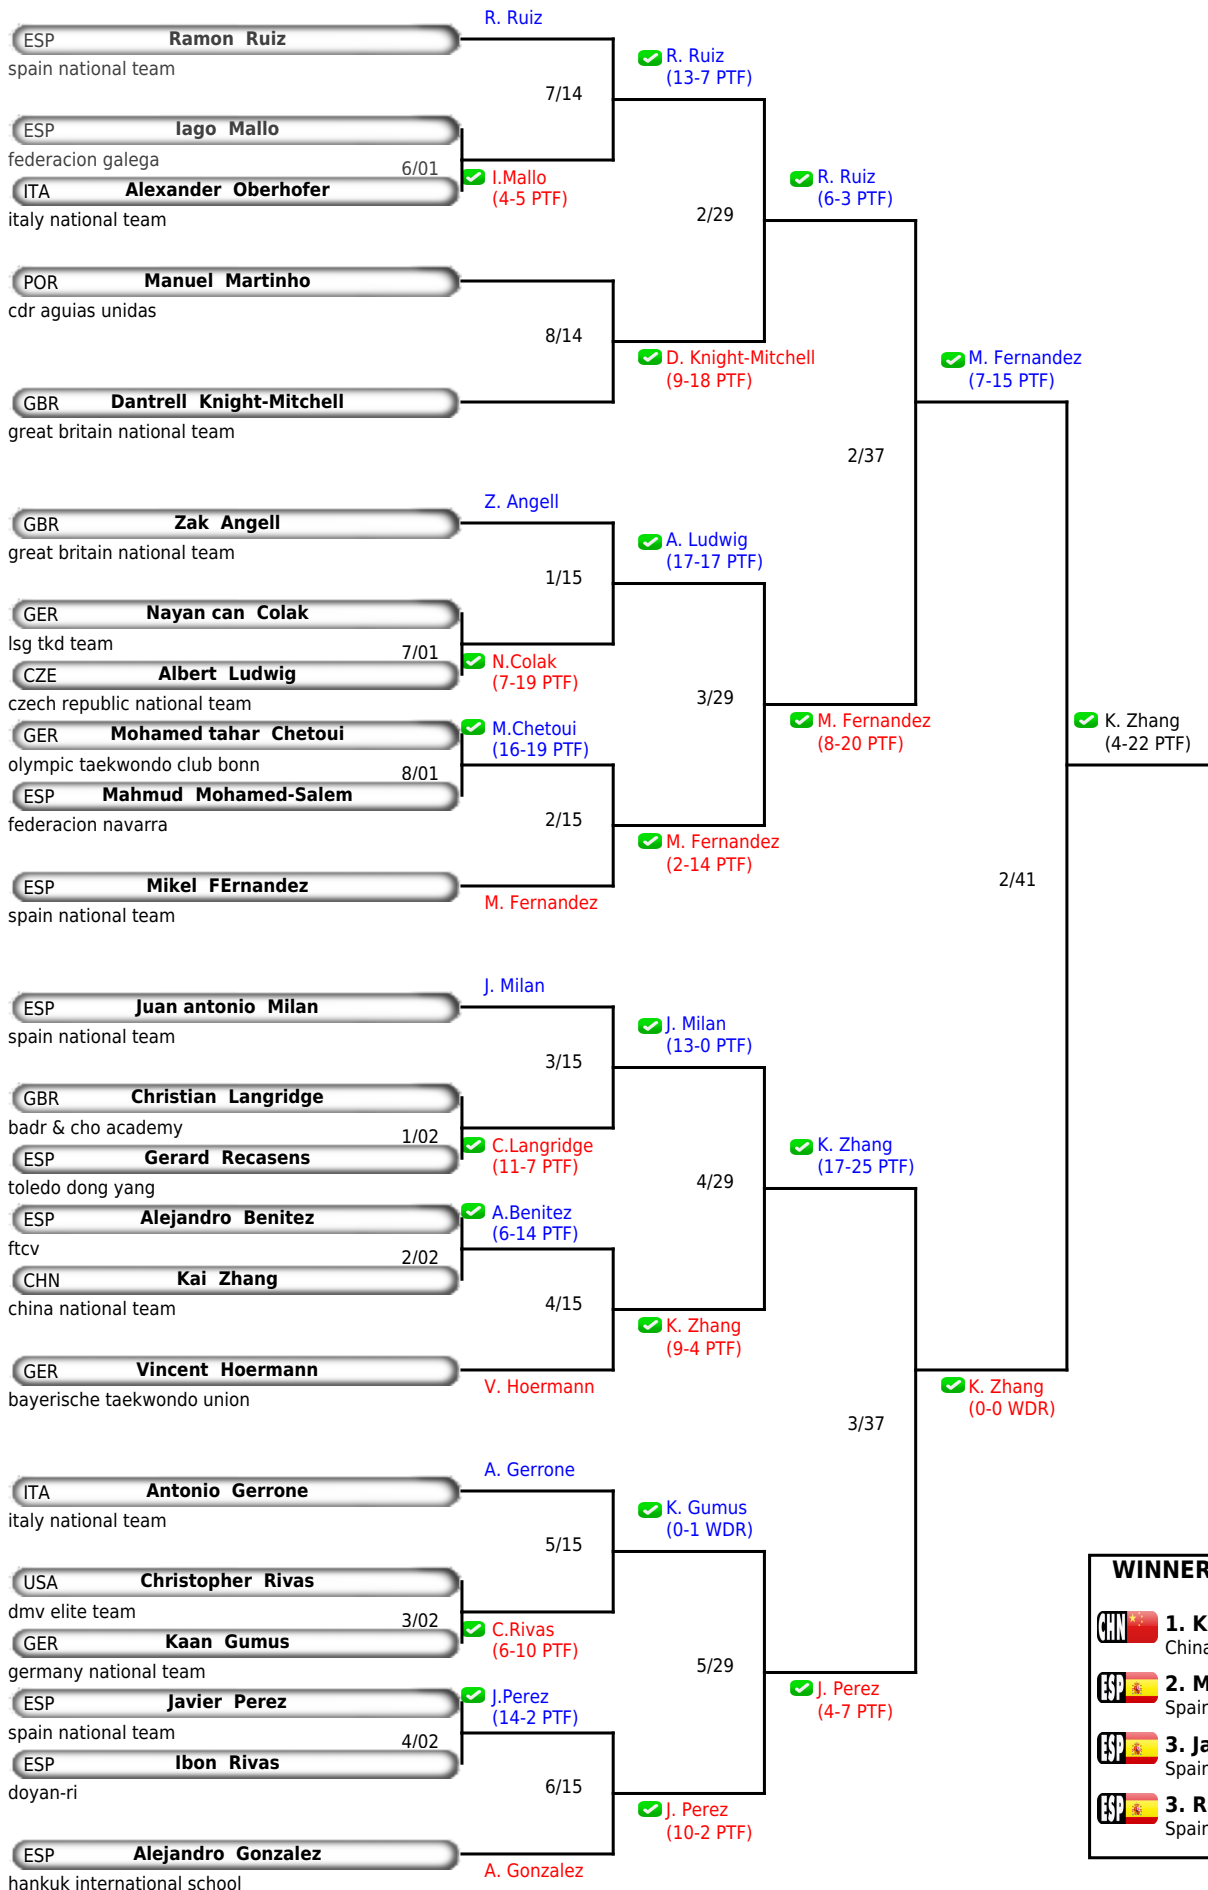 R. Ruiz
ESP Ramon Ruiz
spain national team
R. Ruiz
(13-7 PTF)
7/14
ESP Iago Mallo
federacion galega
6/01
I.Mallo
(4-5 PTF)
ITA Alexander Oberhofer
italy national team
R. Ruiz
(6-3 PTF)
2/29
POR Manuel Martinho
cdr aguias unidas
8/14
D. Knight-Mitchell
(9-18 PTF)
GBR Dantrell Knight-Mitchell
great britain national team
M. Fernandez
(7-15 PTF)
2/37
Z. Angell
GBR Zak Angell
great britain national team
A. Ludwig
(17-17 PTF)
1/15
GER Nayan can Colak
lsg tkd team
7/01
N.Colak
(7-19 PTF)
CZE Albert Ludwig
czech republic national team
3/29
M. Fernandez
(8-20 PTF)
GER Mohamed tahar Chetoui
olympic taekwondo club bonn
M.Chetoui
(16-19 PTF)
8/01
ESP Mahmud Mohamed-Salem
federacion navarra
2/15
M. Fernandez
(2-14 PTF)
ESP Mikel FErnandez
spain national team
M. Fernandez
K. Zhang
(4-22 PTF)
2/41
J. Milan
ESP Juan antonio Milan
spain national team
J. Milan
(13-0 PTF)
3/15
GBR Christian Langridge
badr & cho academy
1/02
C.Langridge
(11-7 PTF)
ESP Gerard Recasens
toledo dong yang
K. Zhang
(17-25 PTF)
4/29
ESP Alejandro Benitez
ftcv
A.Benitez
(6-14 PTF)
2/02
CHN Kai Zhang
china national team
4/15
K. Zhang
(9-4 PTF)
GER Vincent Hoermann
bayerische taekwondo union
V. Hoermann
K. Zhang
(0-0 WDR)
3/37
A. Gerrone
ITA Antonio Gerrone
italy national team
K. Gumus
(0-1 WDR)
5/15
USA Christopher Rivas
dmv elite team
3/02
C.Rivas
(6-10 PTF)
GER Kaan Gumus
germany national team
5/29
J. Perez
(4-7 PTF)
ESP Javier Perez
spain national team
J.Perez
(14-2 PTF)
4/02
ESP Ibon Rivas
doyan-ri
6/15
J. Perez
(10-2 PTF)
ESP Alejandro Gonzalez
hankuk international school
A. Gonzalez
WINNER
CHN 1. K
China
ESP 2. M
Spain
ESP 3. Ja
Spain
ESP 3. R
Spain